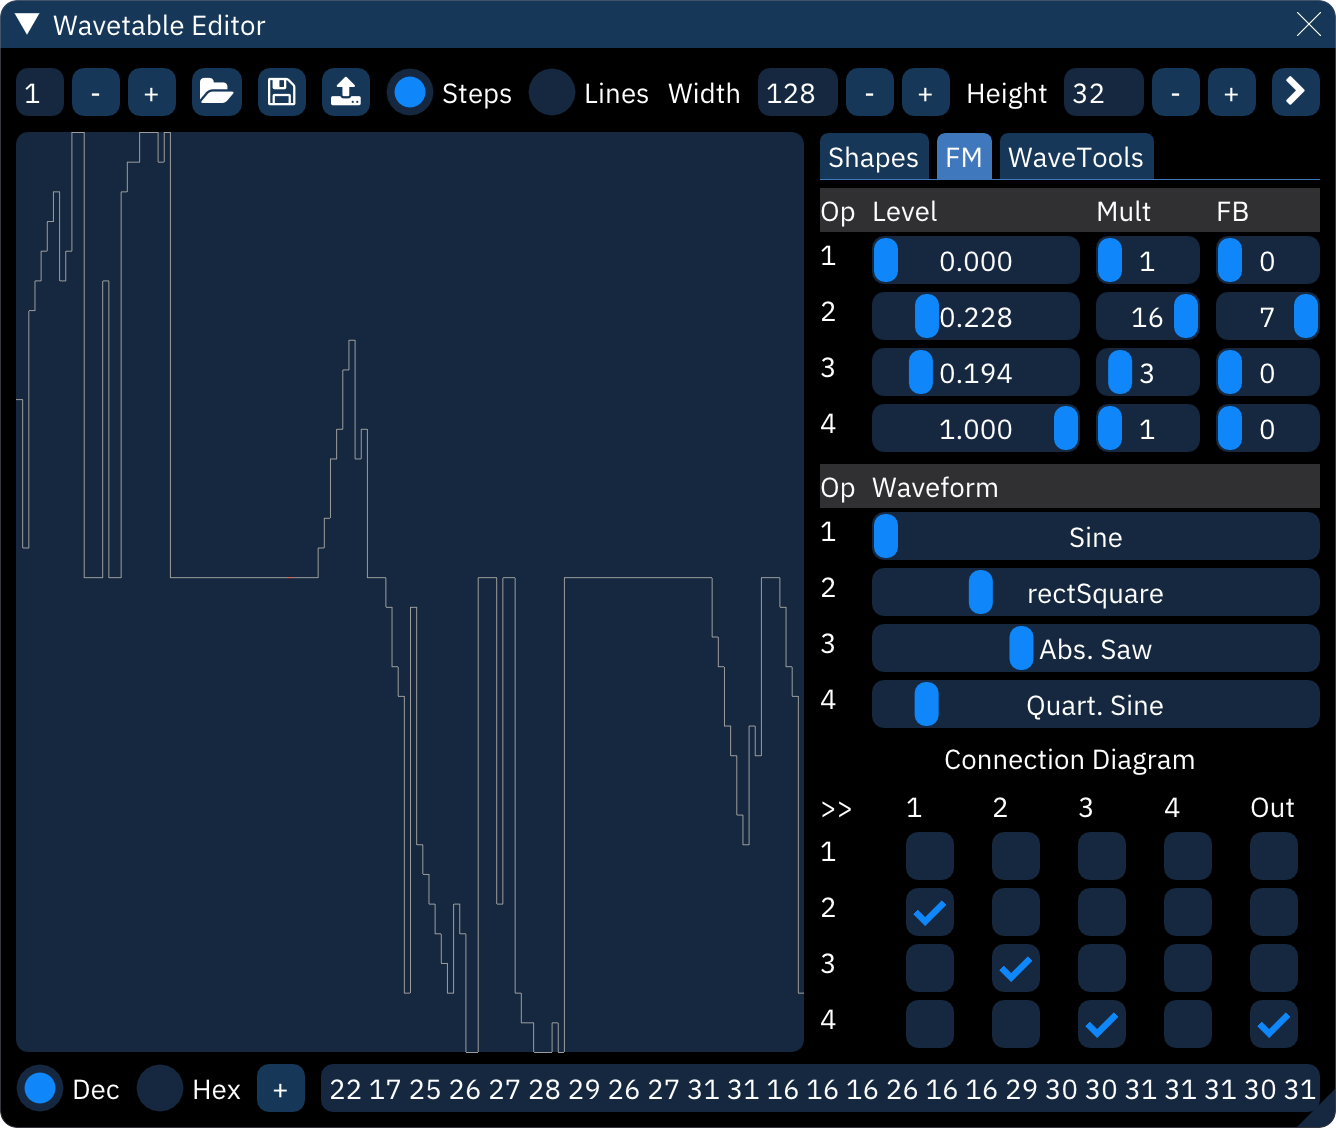 Wavetable Editor
1 - + Steps Lines Width 128 - + Height 32 - +
Shapes FM WaveTools
Op Level Mult FB
1 0.000 1 0
2 0.228 16 7
3 0.194 3 0
4 1.000 1 0
Op Waveform
1 Sine
2 rectSquare
3 Abs. Saw
4 Quart. Sine
Connection Diagram
>> 1 2 3 4 Out
1
2
3
4
Dec Hex + 22 17 25 26 27 28 29 26 27 31 31 16 16 16 26 16 16 29 30 30 31 31 31 30 31